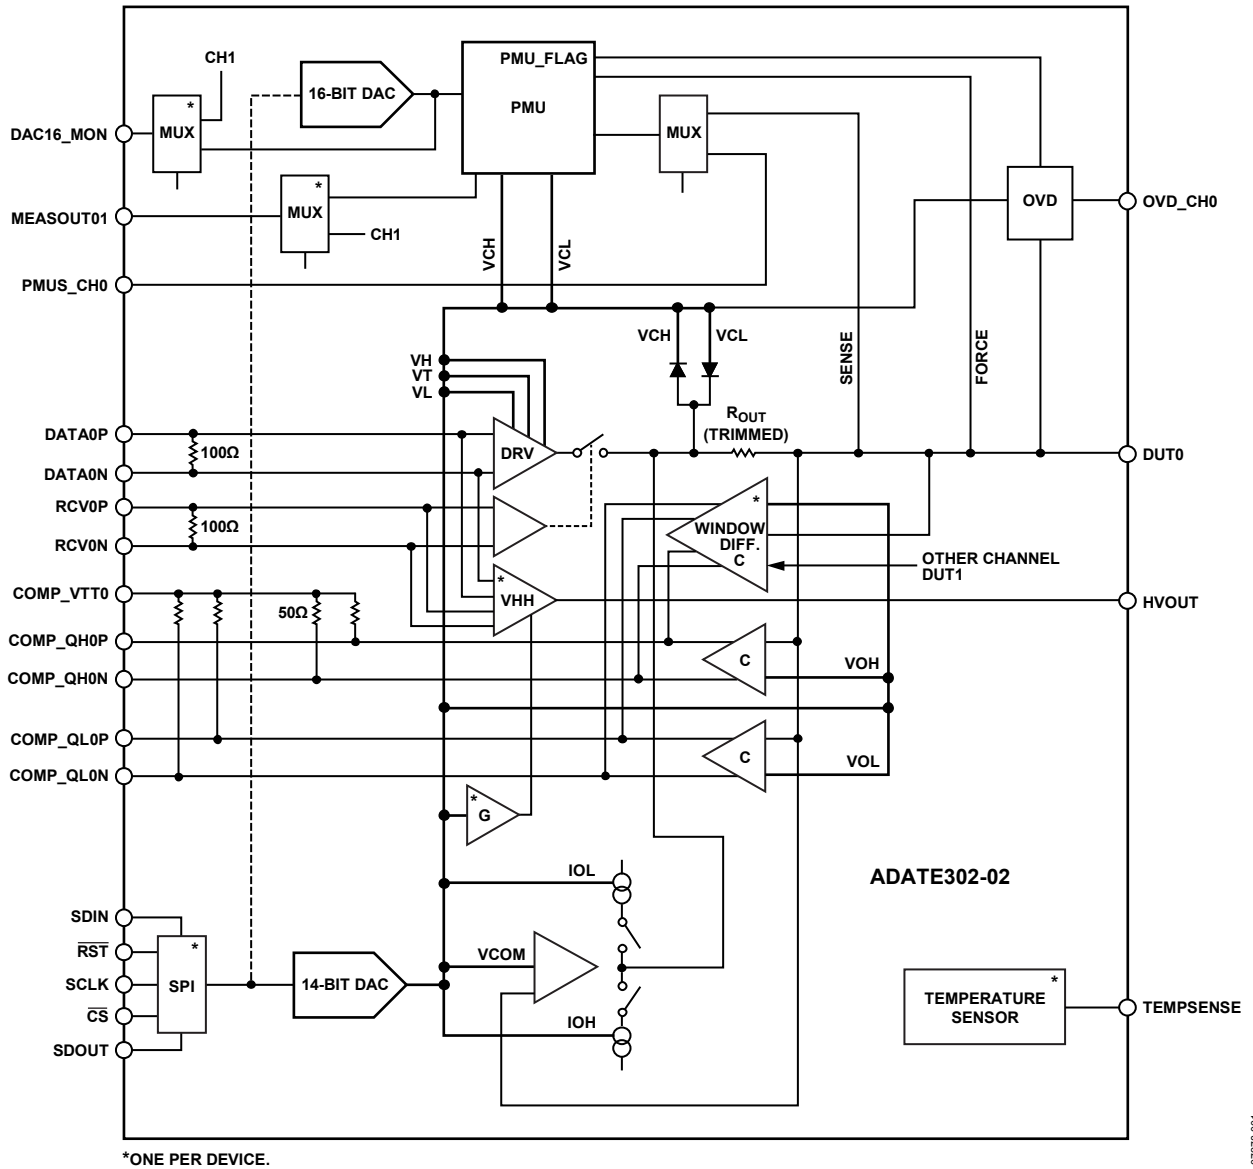 CH1
PMU_FLAG
PMU
16-BIT DAC
*
MUX
CH1
DAC16_MON
*
MUX
CH1
MUX
MEASOUT01
OVD
OVD_CH0
VCH
VCL
PMUS_CH0
VCH
VCL
SENSE
FORCE
VH
VT
VL
ROUT
(TRIMMED)
DATA0P
100Ω
DATA0N
DRV
DUT0
RCV0P
100Ω
RCV0N
*
WINDOW
DIFF.
C
OTHER CHANNEL
DUT1
COMP_VTT0
50Ω
*
VHH
HVOUT
COMP_QH0P
COMP_QH0N
C
VOH
COMP_QL0P
COMP_QL0N
C
VOL
*
G
IOL
ADATE302-02
SDIN
RST
SCLK
CS
SDOUT
*
SPI
14-BIT DAC
VCOM
IOH
*
TEMPERATURE
SENSOR
TEMPSENSE
*ONE PER DEVICE.